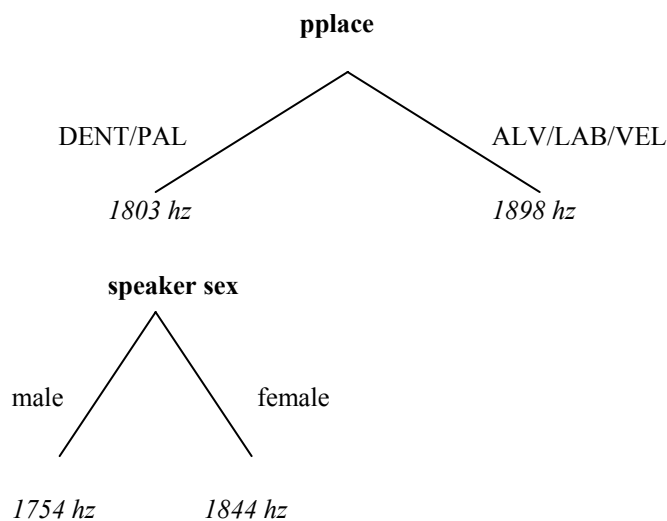 pplace
DENT/PAL ALV/LAB/VEL
1803 hz 1898 hz
speaker sex
male female
1754 hz 1844 hz